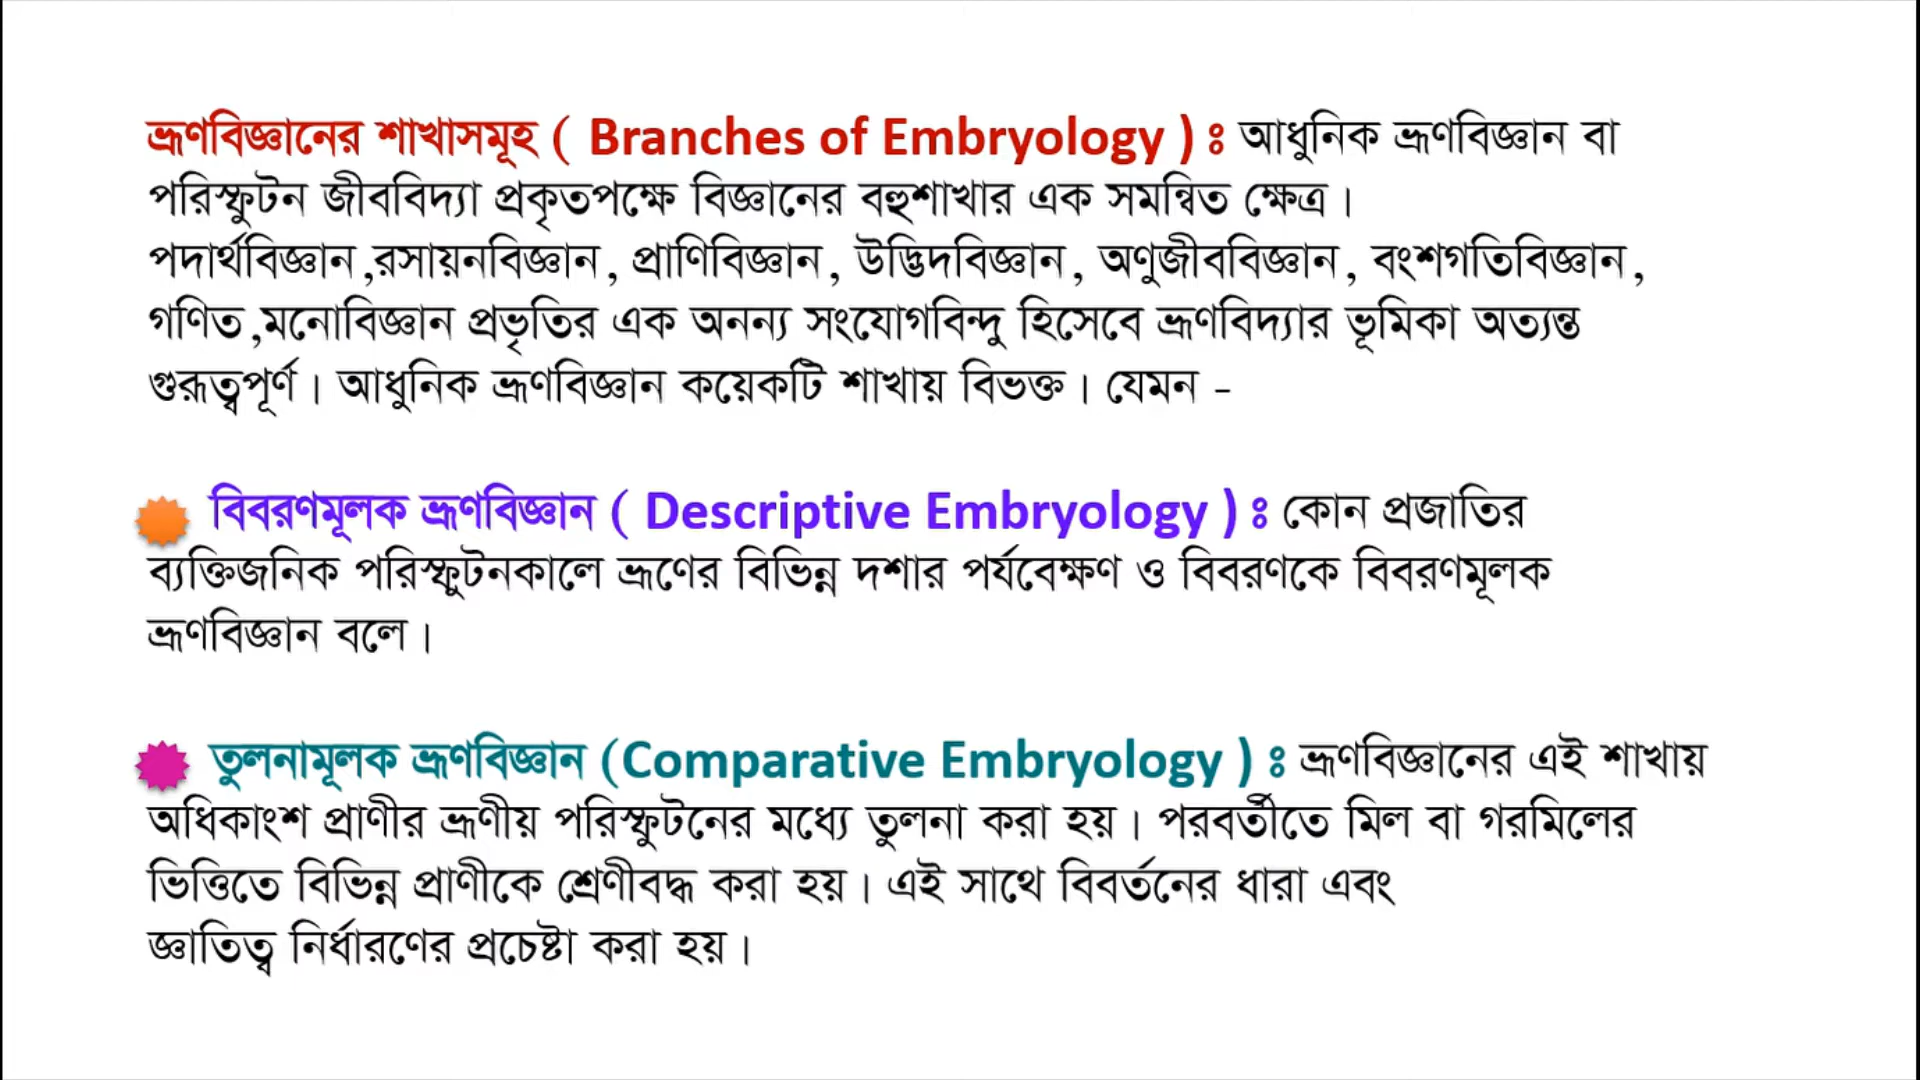 ভ্রূণবিজ্ঞানের শাখাসমূহ ( Branches of Embryology ) ঃ আধুনিক ভ্রূণবিজ্ঞান বা
পরিস্ফুটন জীববিদ্যা প্রকৃতপক্ষে বিজ্ঞানের বহুশাখার এক সমন্বিত ক্ষেত্র।
পদার্থবিজ্ঞান,রসায়নবিজ্ঞান, প্রাণিবিজ্ঞান, উদ্ভিদবিজ্ঞান, অণুজীববিজ্ঞান, বংশগতিবিজ্ঞান,
গণিত,মনোবিজ্ঞান প্রভৃতির এক অনন্য সংযোগবিন্দু হিসেবে ভ্রূণবিদ্যার ভূমিকা অত্যন্ত
গুরূত্বপূর্ণ। আধুনিক ভ্রূণবিজ্ঞান কয়েকটি শাখায় বিভক্ত। যেমন -
বিবরণমূলক ভ্রূণবিজ্ঞান ( Descriptive Embryology ) ঃ কোন প্রজাতির
ব্যক্তিজনিক পরিস্ফুটনকালে ভ্রূণের বিভিন্ন দশার পর্যবেক্ষণ ও বিবরণকে বিবরণমূলক
ভ্রূণবিজ্ঞান বলে।
তুলনামূলক ভ্রূণবিজ্ঞান (Comparative Embryology ) ঃ ভ্রূণবিজ্ঞানের এই শাখায়
অধিকাংশ প্রাণীর ভ্রূণীয় পরিস্ফুটনের মধ্যে তুলনা করা হয়। পরবর্তীতে মিল বা গরমিলের
ভিত্তিতে বিভিন্ন প্রাণীকে শ্রেণীবদ্ধ করা হয়। এই সাথে বিবর্তনের ধারা এবং
জ্ঞাতিত্ব নির্ধারণের প্রচেষ্টা করা হয়।